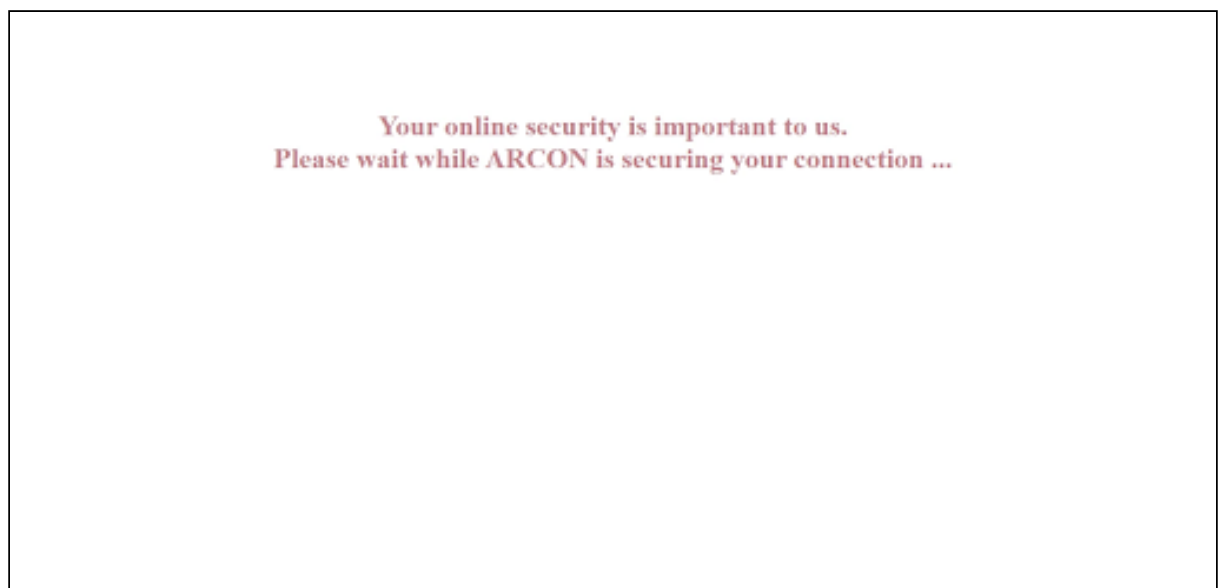 Your online security is important to us.
Please wait while ARCON is securing your connection ...